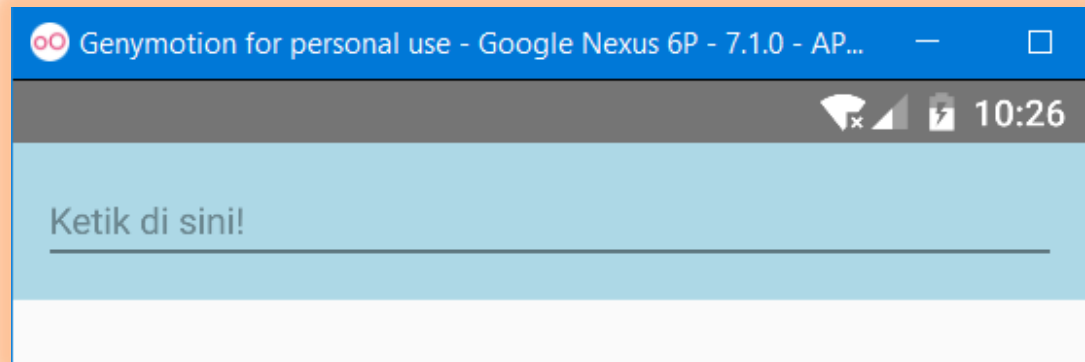 Genymotion for personal use - Google Nexus 6P - 7.1.0 - AP...
10:26
Ketik di sini!